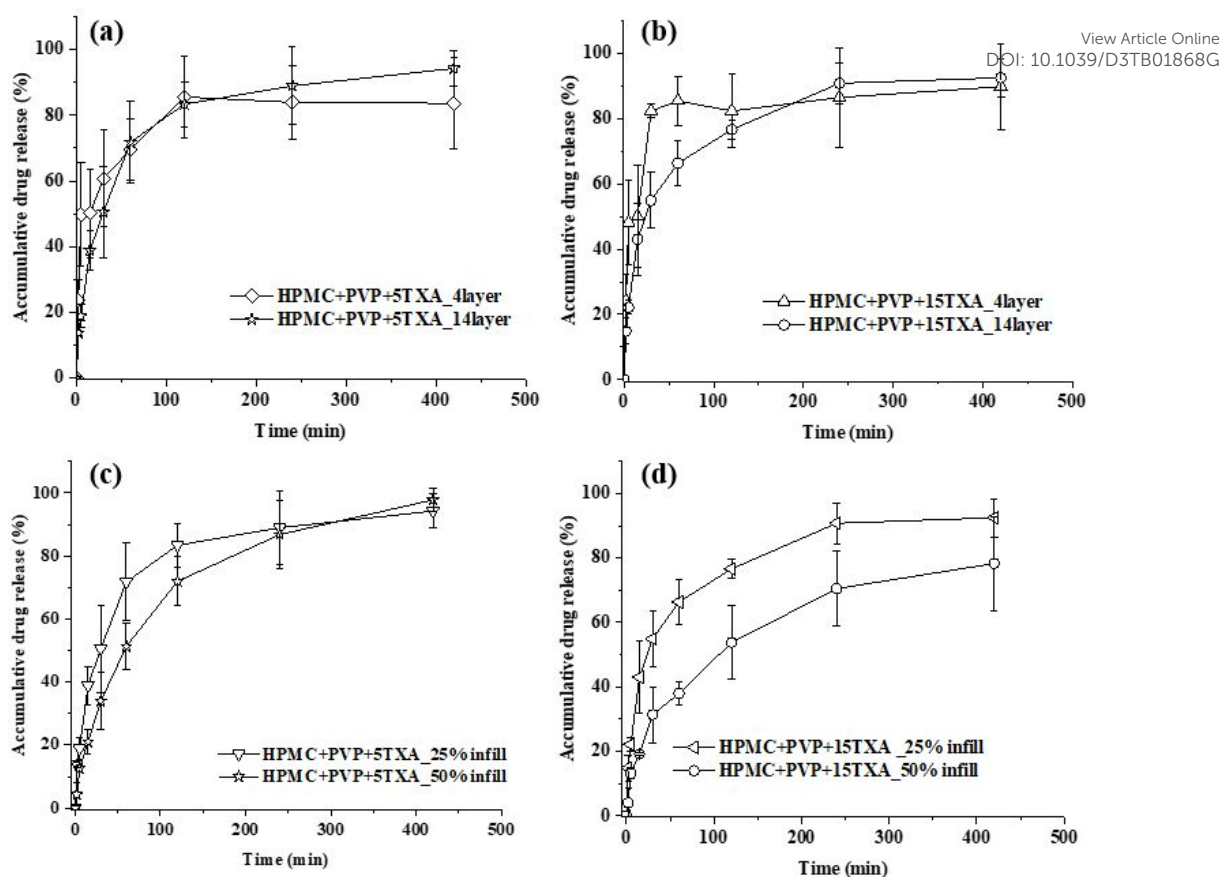 View Article Online
DOI: 10.1039/D3TB01868G
(a)
Accumulative drug release (%)
100
80
60
40
20
0
HPMC+PVP+5TXA_4layer
HPMC+PVP+5TXA_14layer
0 100 200 300 400 500
Time (min)
(b)
Accumulative drug release (%)
100
80
60
40
20
0
HPMC+PVP+15TXA_4layer
HPMC+PVP+15TXA_14layer
0 100 200 300 400 500
Time (min)
(c)
Accumulative drug release (%)
100
80
60
40
20
0
HPMC+PVP+5TXA_25% infill
HPMC+PVP+5TXA_50% infill
0 100 200 300 400 500
Time (min)
(d)
Accumulative drug release (%)
100
80
60
40
20
0
HPMC+PVP+15TXA_25% infill
HPMC+PVP+15TXA_50% infill
0 100 200 300 400 500
Time (min)